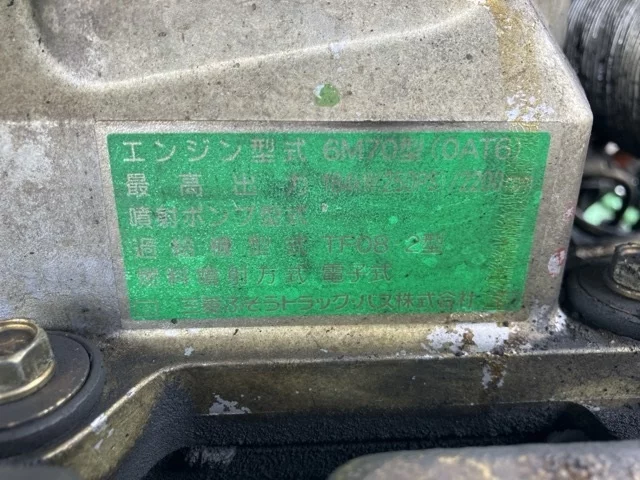 エンジン型式 6M70型(0AT6)
最高出力
噴射ポンプ型式
過給機型式 TF08 型
燃料噴射方式 電子式
三菱ふそうトラック・バス株式会社